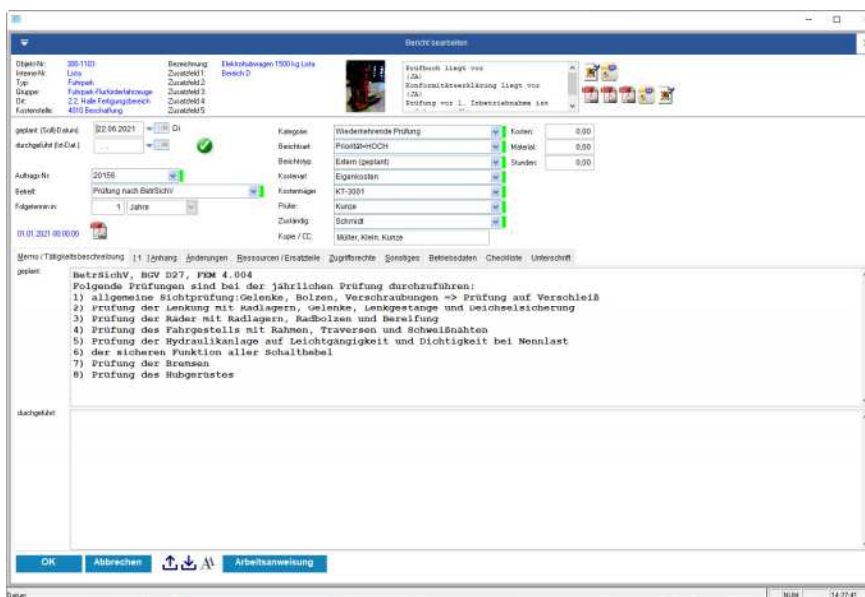 Bericht bearbeiten
Objekt-Nr: 300-1103 Bezeichnung: Elektrohubwagen 1500 kg Lista
Interne-Nr: Lista Zusatzfeld 1: Bereich D
Typ: Fuhrpark Zusatzfeld 2:
Gruppe: Fuhrpark-Flurförderfahrzeuge Zusatzfeld 3:
Ort: 2.2. Halle Fertigungsbereich Zusatzfeld 4:
Kostenstelle: 4010 Beschaffung Zusatzfeld 5:
Prüfbuch liegt vor
(JA)
Konformitätserklärung liegt vor
(JA)
Prüfung vor 1. Inbetriebnahme ist
geplant (Soll-Datum): 22.06.2021 Di
durchgeführt (Ist-Dat.) . .
Auftrags-Nr. 20156
Betreff: Prüfung nach BetrSichV
Folgetermin in: 1 Jahre
01.01.2021 00:00:00
Kategorie: Wiederkehrende Prüfung Kosten: 0,00
Berichtsart: Priorität=HOCH Material: 0,00
Berichtstyp: Extern (geplant) Stunden: 0,00
Kostenart: Eigenkosten
Kostenträger: KT-3001
Prüfer: Kunze
Zuständig: Schmidt
Kopie / CC: Müller, Klein, Kunze
Memo / Tätigkeitsbeschreibung [ 1 ] Anhang Änderungen Ressourcen / Ersatzteile Zugriffsrechte Sonstiges Betriebsdaten Checkliste Unterschrift
geplant:
BetrSichV, BGV D27, FEM 4.004
Folgende Prüfungen sind bei der jährlichen Prüfung durchzuführen:
1) allgemeine Sichtprüfung:Gelenke, Bolzen, Verschraubungen => Prüfung auf Verschleiß
2) Prüfung der Lenkung mit Radlagern, Gelenke, Lenkgestänge und Deichselsicherung
3) Prüfung der Räder mit Radlagern, Radbolzen und Bereifung
4) Prüfung des Fahrgestells mit Rahmen, Traversen und Schweißnähten
5) Prüfung der Hydraulikanlage auf Leichtgängigkeit und Dichtigkeit bei Nennlast
6) der sicheren Funktion aller Schalthebel
7) Prüfung der Bremsen
8) Prüfung des Hubgerüstes
durchgeführt:
OK Abbrechen Arbeitsanweisung
Datum NUM 14:27:41